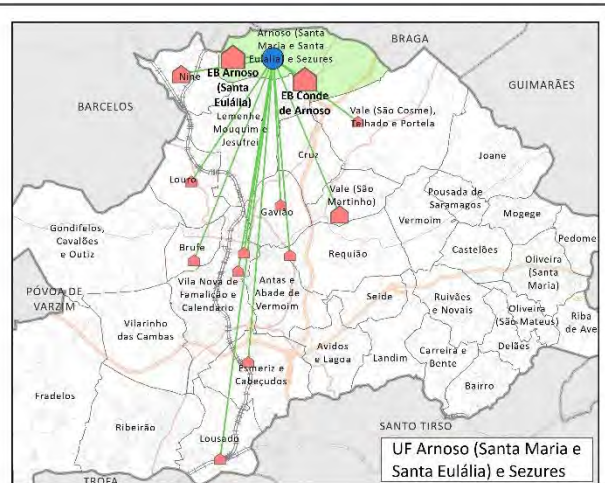 Arnoso (Santa
Maria e Santa
Eulália) e Sezures
BRAGA
Nine
EB Arnoso
(Santa
Eulália)
EB Conde
de Arnoso
GUIMARÃES
BARCELOS
Lemenhe,
Mouquim e
Jesufrei
Vale (São Cosme),
Telhado e Portela
Cruz
Joane
Louro
Vale (São
Martinho)
Pousada de
Saramagos
Mogege
Gavião
Vermoim
Gondifelos,
Cavalões
e Outiz
Brufe
Requião
Castelões
Pedome
Oliveira
(Santa
Maria)
PÓVOA DE
VARZIM
Vila Nova de
Famalicão e
Calendário
Antas e
Abade de
Vermoim
Seide
Ruivães
e Novais
Oliveira
(São Mateus)
Riba
de Ave
Vilarinho
das Cambas
Avidos
e Lagoa
Landim
Carreira e
Bente
Delães
Esmeriz e
Cabeçudos
Bairro
Fradelos
Ribeirão
Lousado
SANTO TIRSO
TROFA
UF Arnoso (Santa Maria e
Santa Eulália) e Sezures